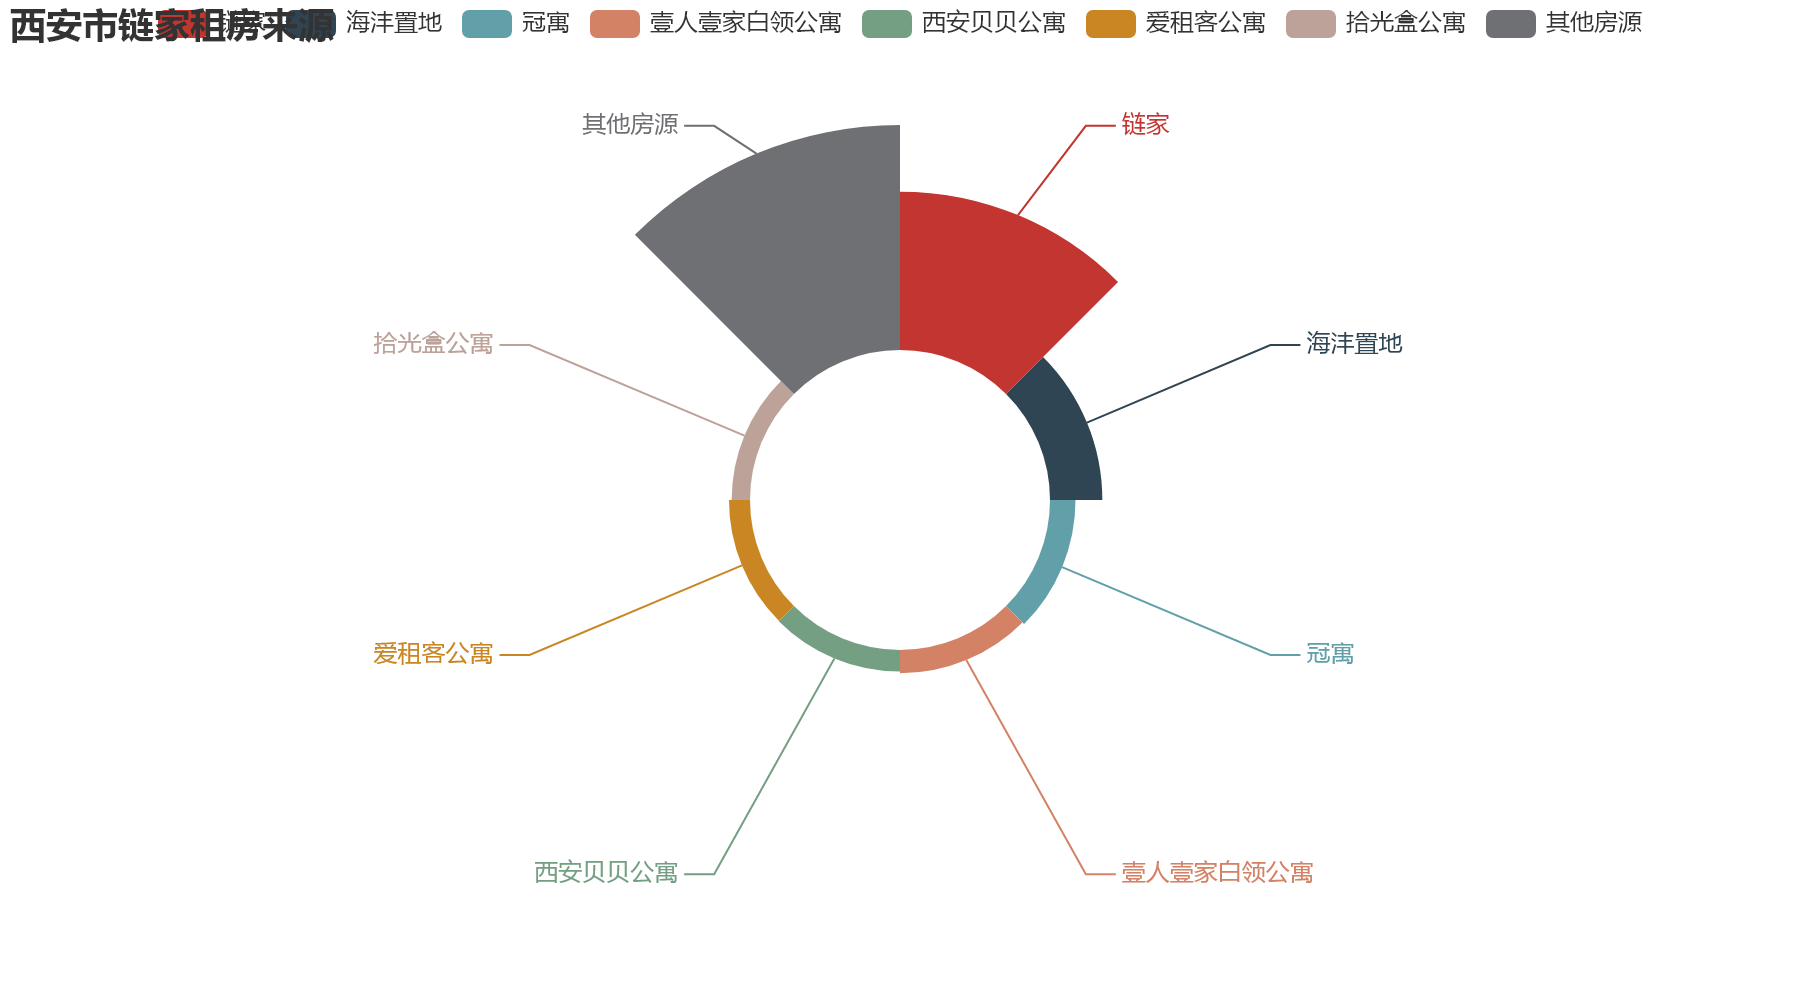 西安市链家租房来源
链家 海沣置地 冠寓 壹人壹家白领公寓 西安贝贝公寓 爱租客公寓 拾光盒公寓 其他房源
其他房源 链家
拾光盒公寓 海沣置地
爱租客公寓 冠寓
西安贝贝公寓 壹人壹家白领公寓